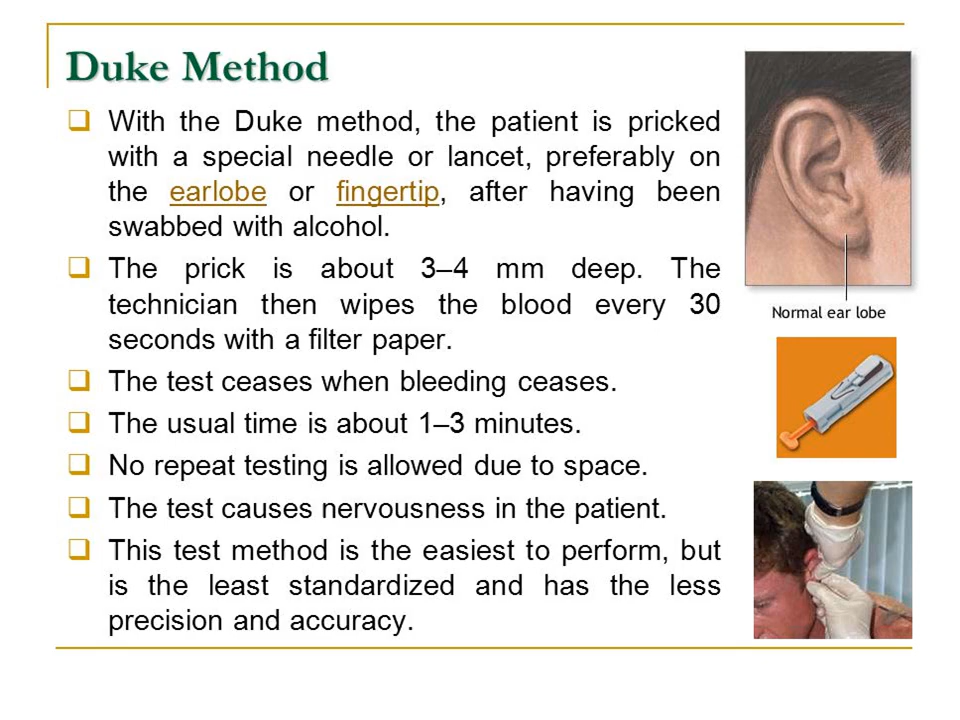 Duke Method
❑ With the Duke method, the patient is pricked
with a special needle or lancet, preferably on
the earlobe or fingertip, after having been
swabbed with alcohol.
❑ The prick is about 3–4 mm deep. The
technician then wipes the blood every 30
seconds with a filter paper.
❑ The test ceases when bleeding ceases.
❑ The usual time is about 1–3 minutes.
❑ No repeat testing is allowed due to space.
❑ The test causes nervousness in the patient.
❑ This test method is the easiest to perform, but
is the least standardized and has the less
precision and accuracy.
Normal ear lobe